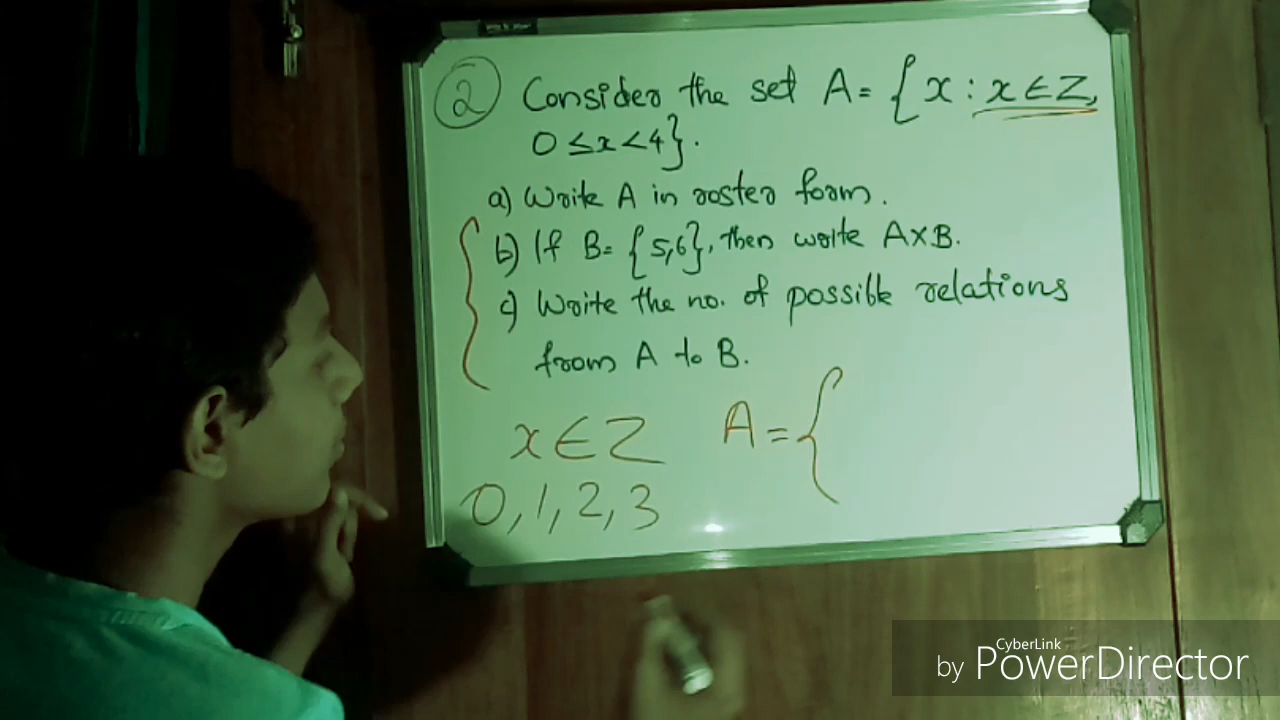 ② Consider the set A = { x : x ∈ Z,
0 ≤ x < 4}.
a) Write A in roster form.
b) If B = {5,6}, then write A×B.
c) Write the no. of possible relations
from A to B.
x ∈ Z A = {
0, 1, 2, 3
CyberLink
by PowerDirector